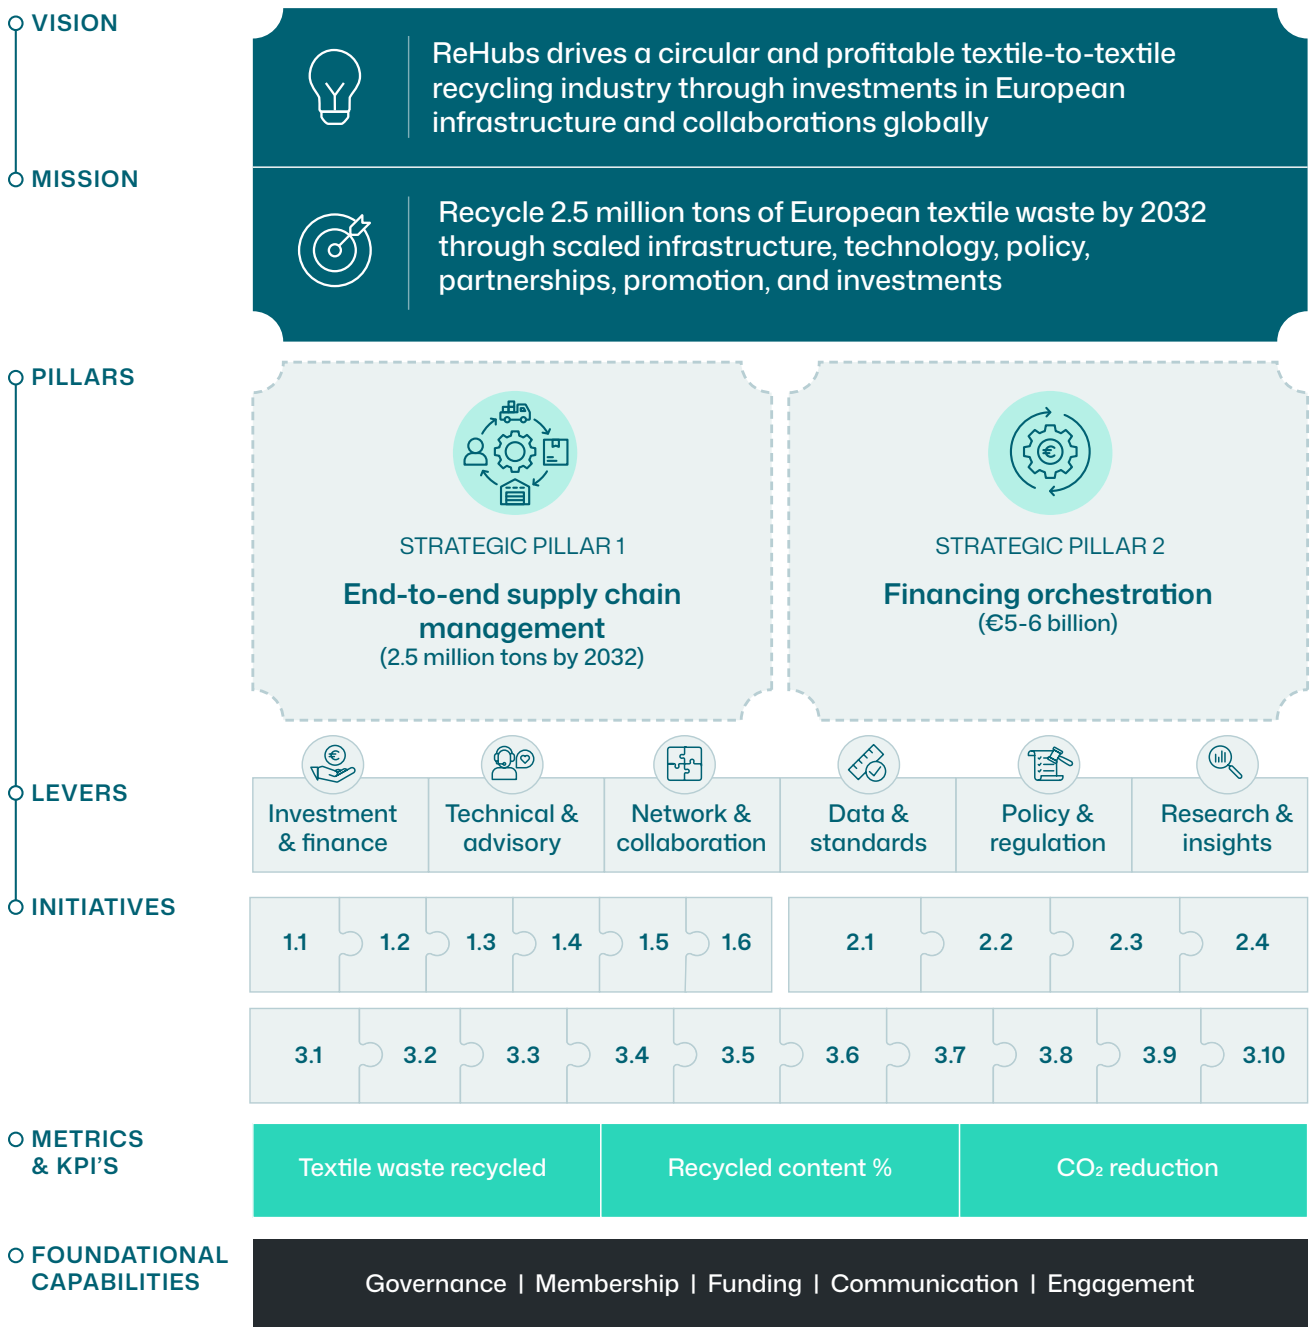 VISION
ReHubs drives a circular and profitable textile-to-textile
recycling industry through investments in European
infrastructure and collaborations globally
MISSION
Recycle 2.5 million tons of European textile waste by 2032
through scaled infrastructure, technology, policy,
partnerships, promotion, and investments
PILLARS
STRATEGIC PILLAR 1
End-to-end supply chain
management
(2.5 million tons by 2032)
STRATEGIC PILLAR 2
Financing orchestration
(€5-6 billion)
LEVERS
Investment
& finance
Technical &
advisory
Network &
collaboration
Data &
standards
Policy &
regulation
Research &
insights
INITIATIVES
1.1 1.2 1.3 1.4 1.5 1.6 2.1 2.2 2.3 2.4
3.1 3.2 3.3 3.4 3.5 3.6 3.7 3.8 3.9 3.10
METRICS
& KPI'S
Textile waste recycled
Recycled content %
CO₂ reduction
FOUNDATIONAL
CAPABILITIES
Governance | Membership | Funding | Communication | Engagement